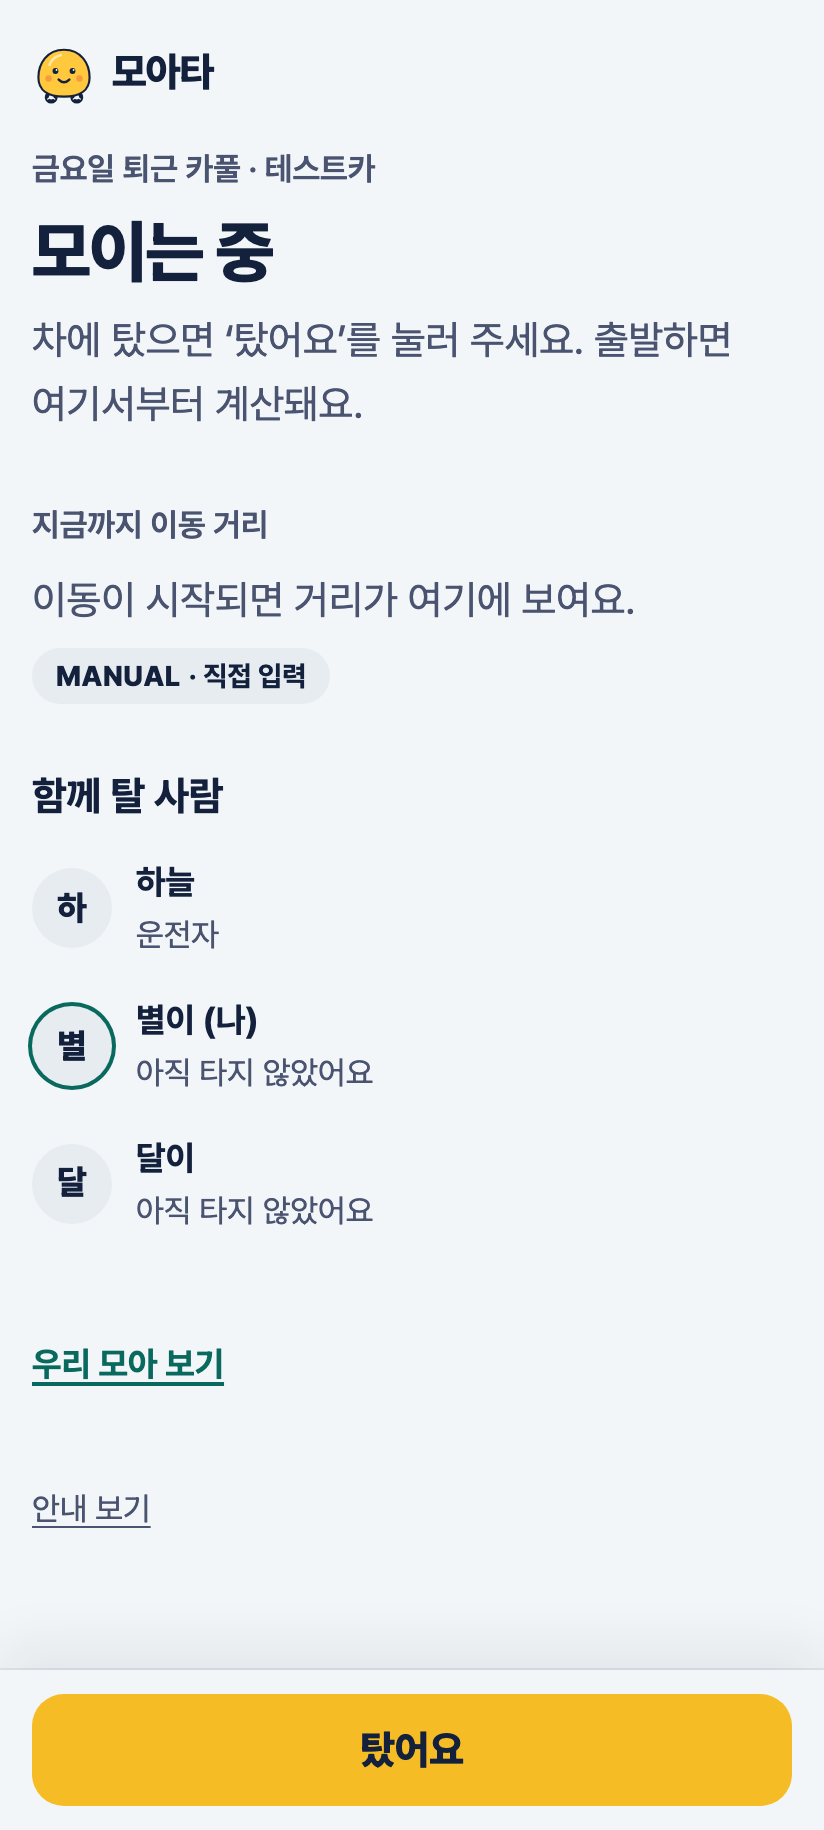 모아타
금요일 퇴근 카풀 · 테스트카
모이는 중
차에 탔으면 ‘탔어요’를 눌러 주세요. 출발하면
여기서부터 계산돼요.
지금까지 이동 거리
이동이 시작되면 거리가 여기에 보여요.
MANUAL · 직접 입력
함께 탈 사람
하
하늘
운전자
별
별이 (나)
아직 타지 않았어요
달
달이
아직 타지 않았어요
우리 모아 보기
안내 보기
탔어요